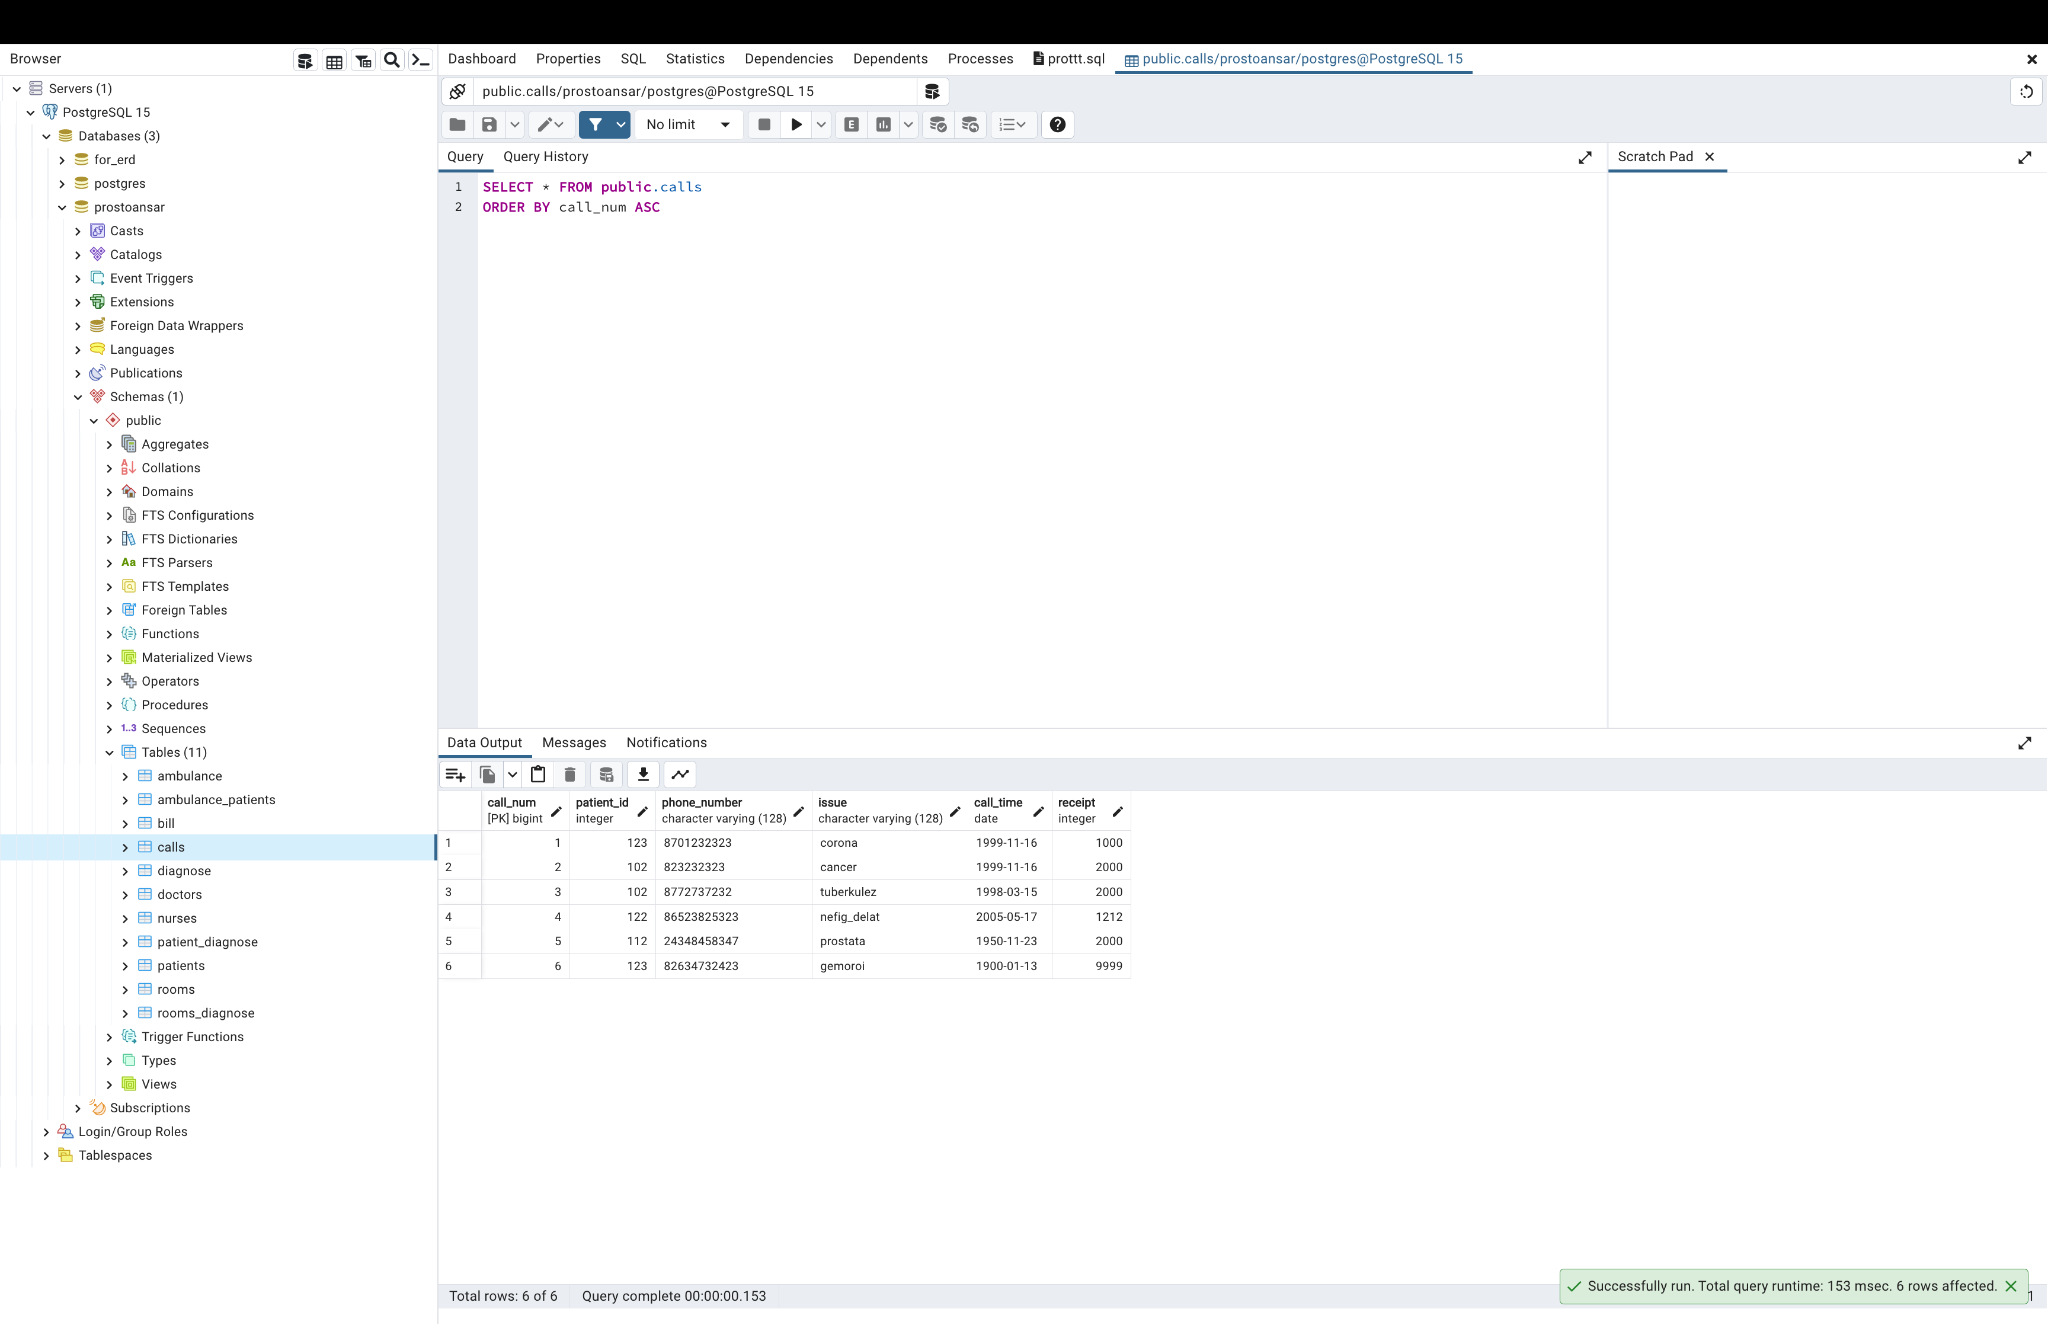 Browser
Servers (1)
PostgreSQL 15
Databases (3)
for_erd
postgres
prostoansar
Casts
Catalogs
Event Triggers
Extensions
Foreign Data Wrappers
Languages
Publications
Schemas (1)
public
Aggregates
Collations
Domains
FTS Configurations
FTS Dictionaries
Aa FTS Parsers
FTS Templates
Foreign Tables
Functions
Materialized Views
Operators
Procedures
1..3 Sequences
Tables (11)
ambulance
ambulance_patients
bill
calls
diagnose
doctors
nurses
patient_diagnose
patients
rooms
rooms_diagnose
Trigger Functions
Types
Views
Subscriptions
Login/Group Roles
Tablespaces
Dashboard Properties SQL Statistics Dependencies Dependents Processes prottt.sql public.calls/prostoansar/postgres@PostgreSQL 15
public.calls/prostoansar/postgres@PostgreSQL 15
No limit E
Query Query History
Scratch Pad
1 SELECT * FROM public.calls
2 ORDER BY call_num ASC
Data Output Messages Notifications
call_num patient_id phone_number issue call_time receipt
[PK] bigint integer character varying (128) character varying (128) date integer
1 1 123 8701232323 corona 1999-11-16 1000
2 2 102 823232323 cancer 1999-11-16 2000
3 3 102 8772737232 tuberkulez 1998-03-15 2000
4 4 122 86523825323 nefig_delat 2005-05-17 1212
5 5 112 24348458347 prostata 1950-11-23 2000
6 6 123 82634732423 gemoroi 1900-01-13 9999
Total rows: 6 of 6 Query complete 00:00:00.153
Successfully run. Total query runtime: 153 msec. 6 rows affected.